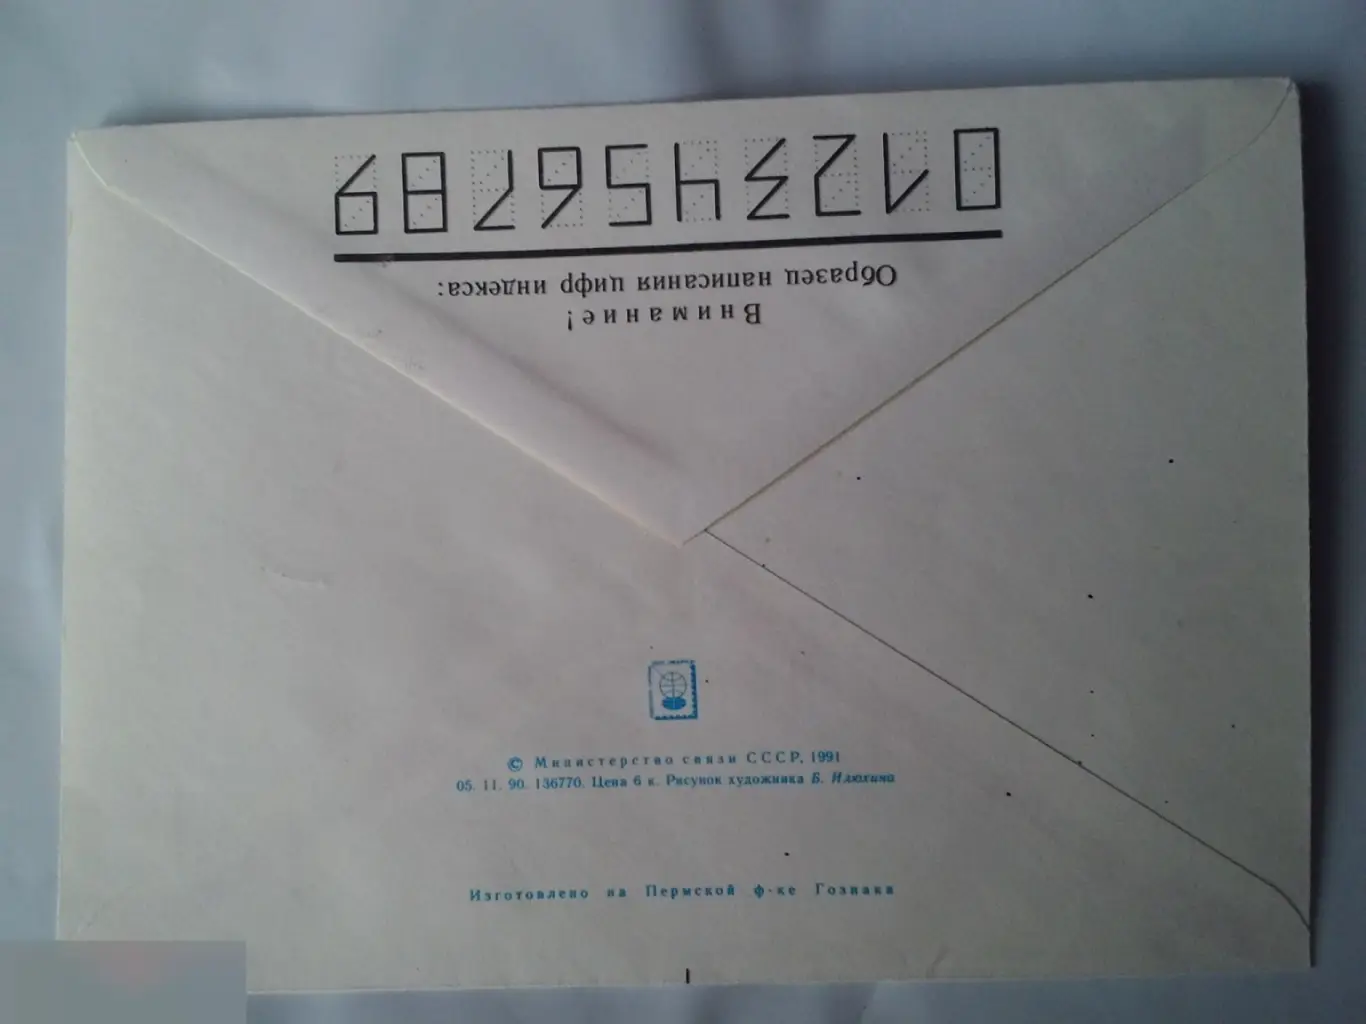 Внимание!
Образец написания цифр индекса:
0123456789
© Министерство связи СССР, 1991
05. 11. 90. 136770. Цена 6 к. Рисунок художника Б. Илюхина
Изготовлено на Пермской ф-ке Гознака